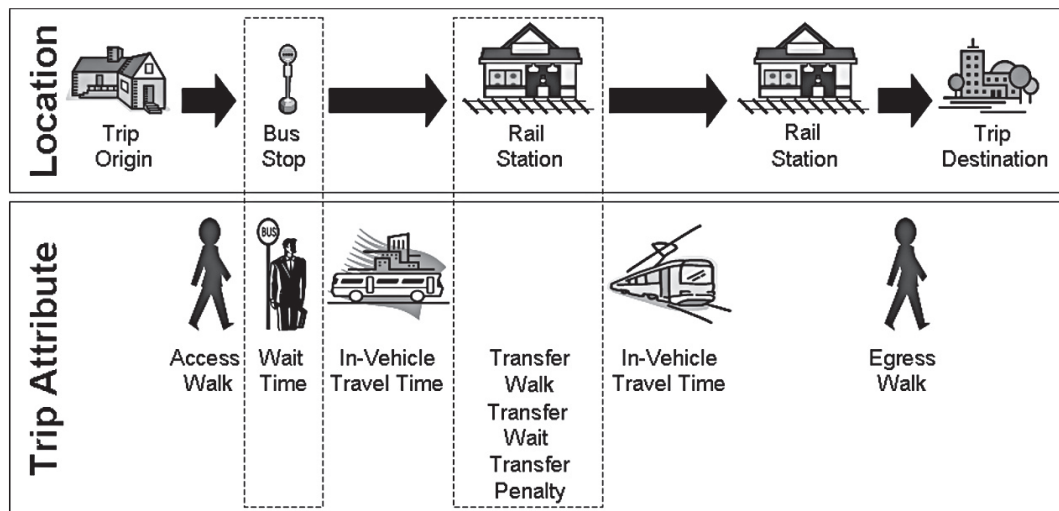 Location
Trip
Origin
Bus
Stop
Rail
Station
Rail
Station
Trip
Destination
Trip Attribute
BUS
Access
Walk
Wait
Time
In-Vehicle
Travel Time
Transfer
Walk
Transfer
Wait
Transfer
Penalty
In-Vehicle
Travel Time
Egress
Walk